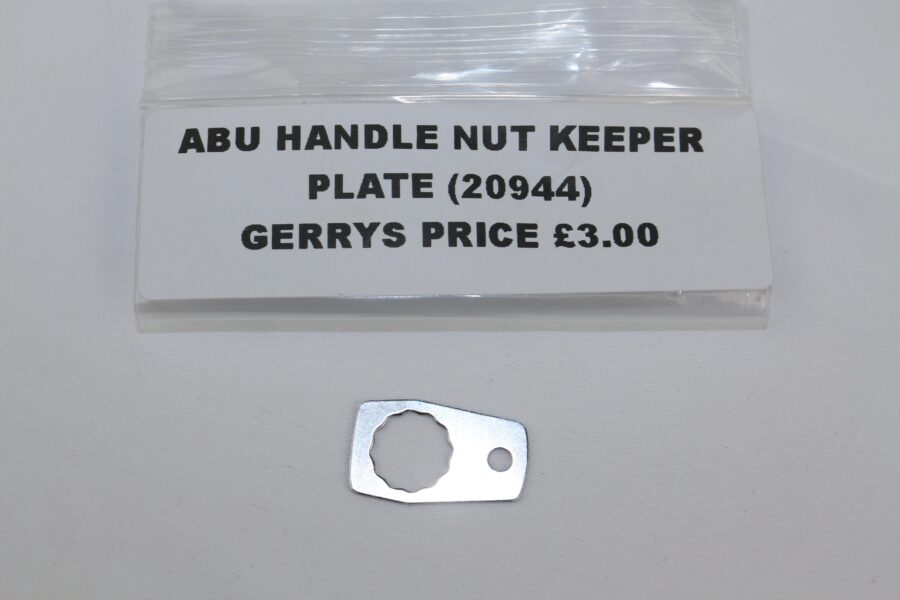 ABU HANDLE NUT KEEPER
PLATE (20944)
GERRYS PRICE £3.00